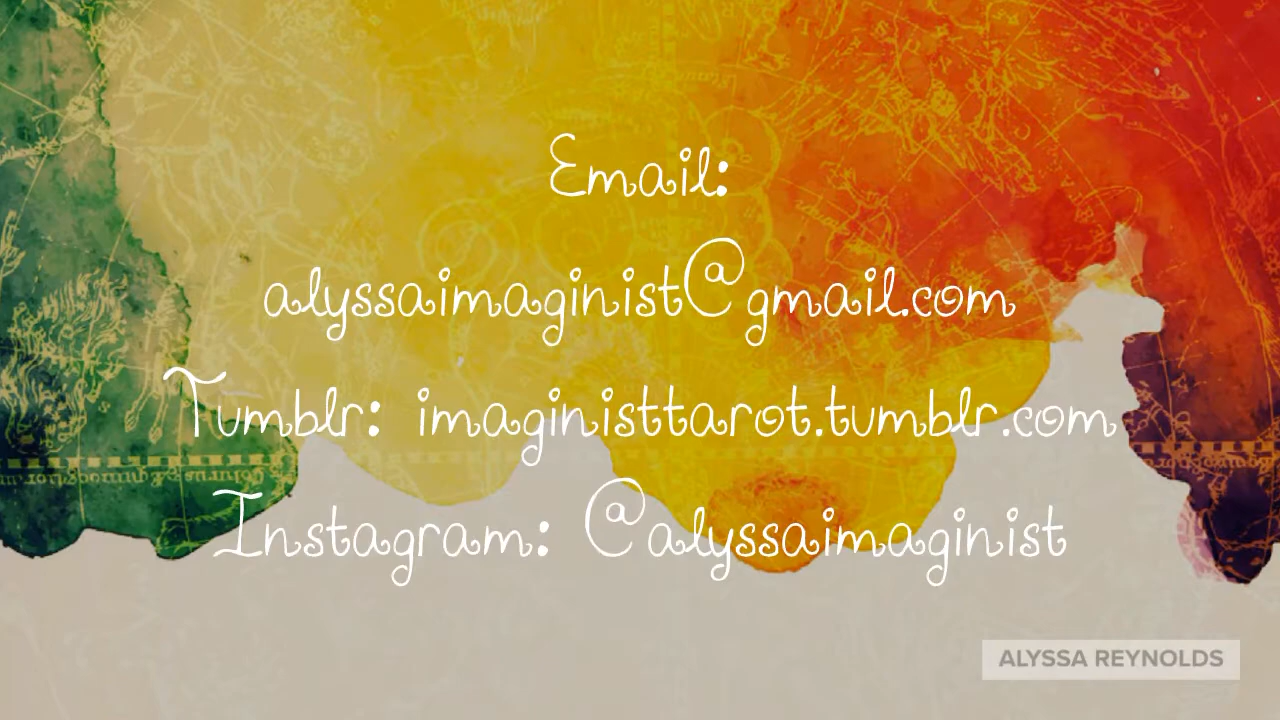 Email:
alyssaimaginist@gmail.com
Tumblr: imaginisttarot.tumblr.com
Instagram: @alyssaimaginist
ALYSSA REYNOLDS